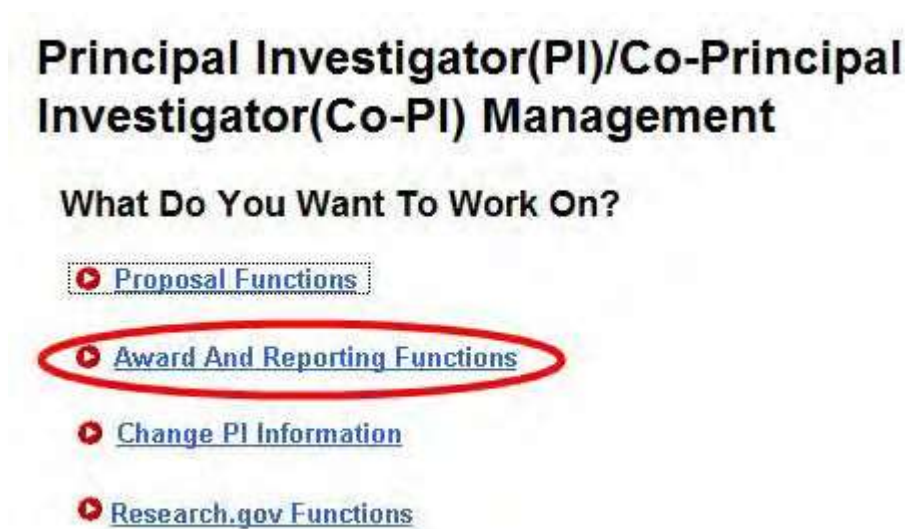 Principal Investigator(PI)/Co-Principal
Investigator(Co-PI) Management
What Do You Want To Work On?
Proposal Functions
Award And Reporting Functions
Change PI Information
Research.gov Functions